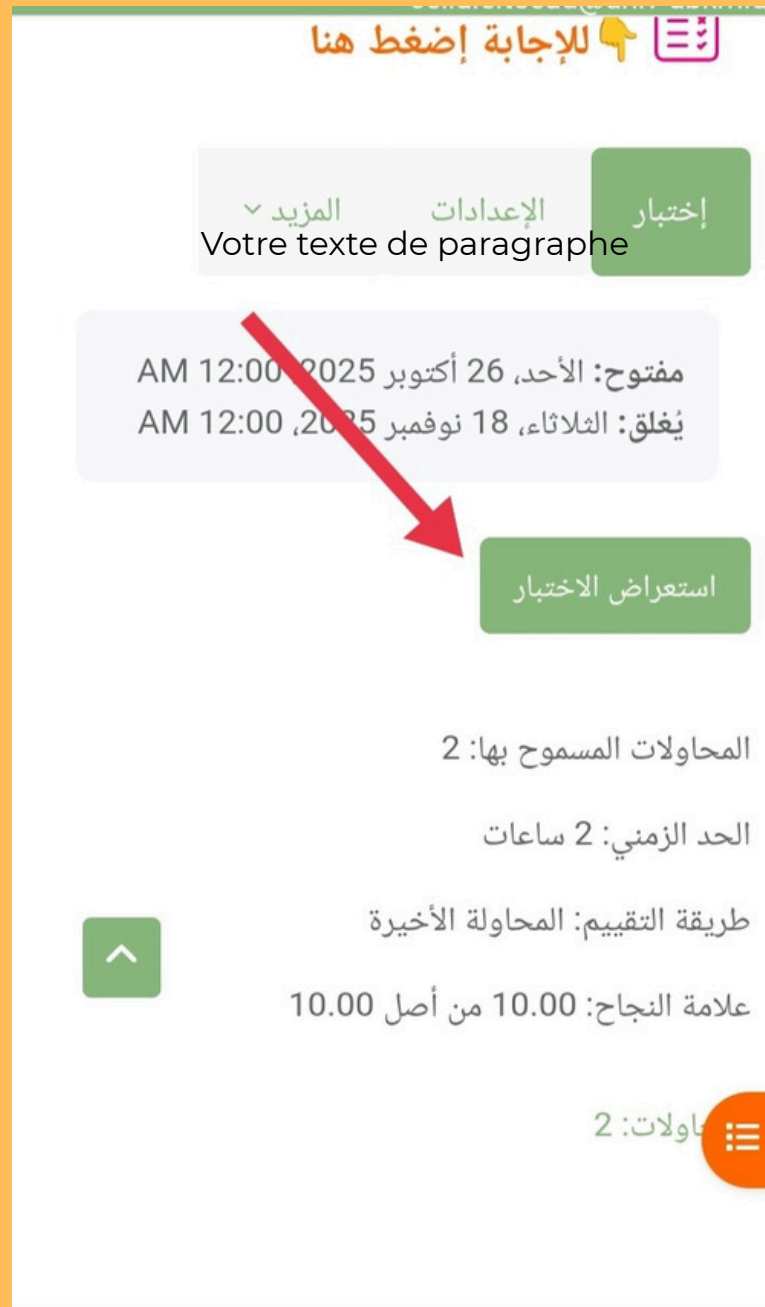 للإجابة إضغط هنا
إختبار الإعدادات المزيد
Votre texte de paragraphe
مفتوح: الأحد، 26 أكتوبر 2025، 12:00 AM
يُغلق: الثلاثاء، 18 نوفمبر 2025، 12:00 AM
استعراض الاختبار
المحاولات المسموح بها: 2
الحد الزمني: 2 ساعات
طريقة التقييم: المحاولة الأخيرة
علامة النجاح: 10.00 من أصل 10.00
2